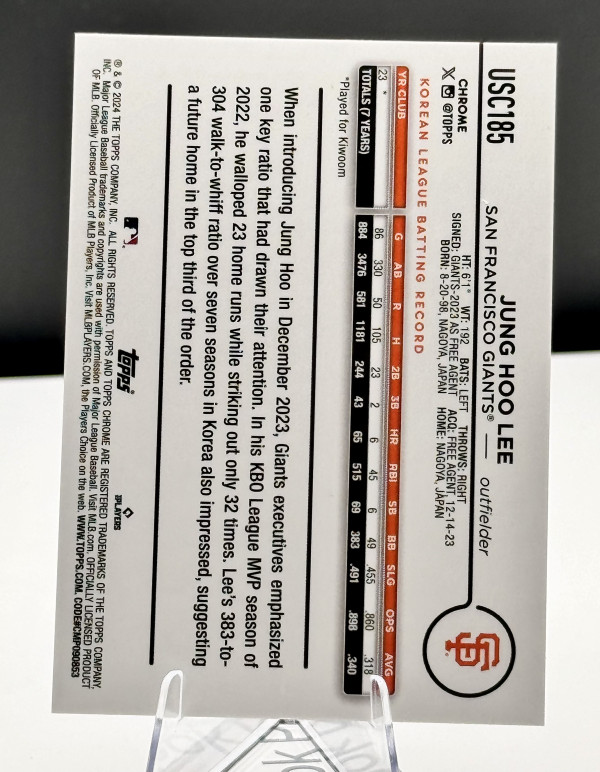 USC185
JUNG HOO LEE
SAN FRANCISCO GIANTS® — outfielder
CHROME
X @TOPPS
HT: 6'1" WT: 192 BATS: LEFT THROWS: RIGHT
SIGNED: GIANTS-2023 AS FREE AGENT ACQ: FREE AGENT, 12-14-23
BORN: 8-20-98, NAGOYA, JAPAN HOME: NAGOYA, JAPAN
SF
KOREAN LEAGUE BATTING RECORD
YR CLUB G AB R H 2B 3B HR RBI SB BB SLG OPS AVG
23 * 86 330 50 105 23 2 6 45 6 49 .455 .860 .318
TOTALS (7 YEARS) 884 3476 581 1181 244 43 65 515 69 383 .491 .898 .340
*Played for Kiwoom
When introducing Jung Hoo in December 2023, Giants executives emphasized
one key ratio that had drawn their attention. In his KBO League MVP season of
2022, he walloped 23 home runs while striking out only 32 times. Lee's 383-to-
304 walk-to-whiff ratio over seven seasons in Korea also impressed, suggesting
a future home in the top third of the order.
topps®
PLAYERS
® & © 2024 THE TOPPS COMPANY, INC. ALL RIGHTS RESERVED. TOPPS AND TOPPS CHROME ARE REGISTERED TRADEMARKS OF THE TOPPS COMPANY,
INC. Major League Baseball trademarks and copyrights are used with permission of Major League Baseball. Visit MLB.com. OFFICIALLY LICENSED PRODUCT
OF MLB. Officially Licensed Product of MLB Players, Inc. Visit MLBPLAYERS.COM, the Players Choice on the web. WWW.TOPPS.COM. CODE#CMP090853